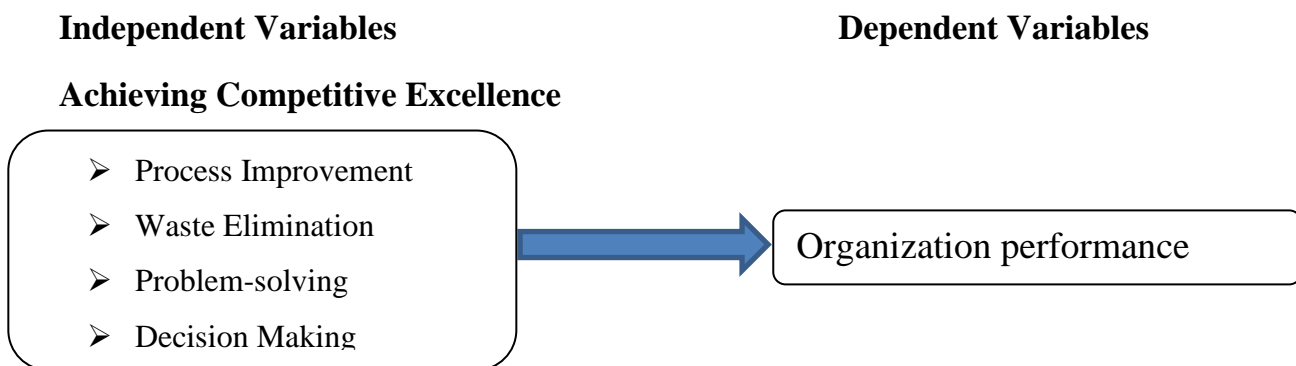 Independent Variables
Dependent Variables
Achieving Competitive Excellence
➢ Process Improvement
➢ Waste Elimination
➢ Problem-solving
➢ Decision Making
Organization performance